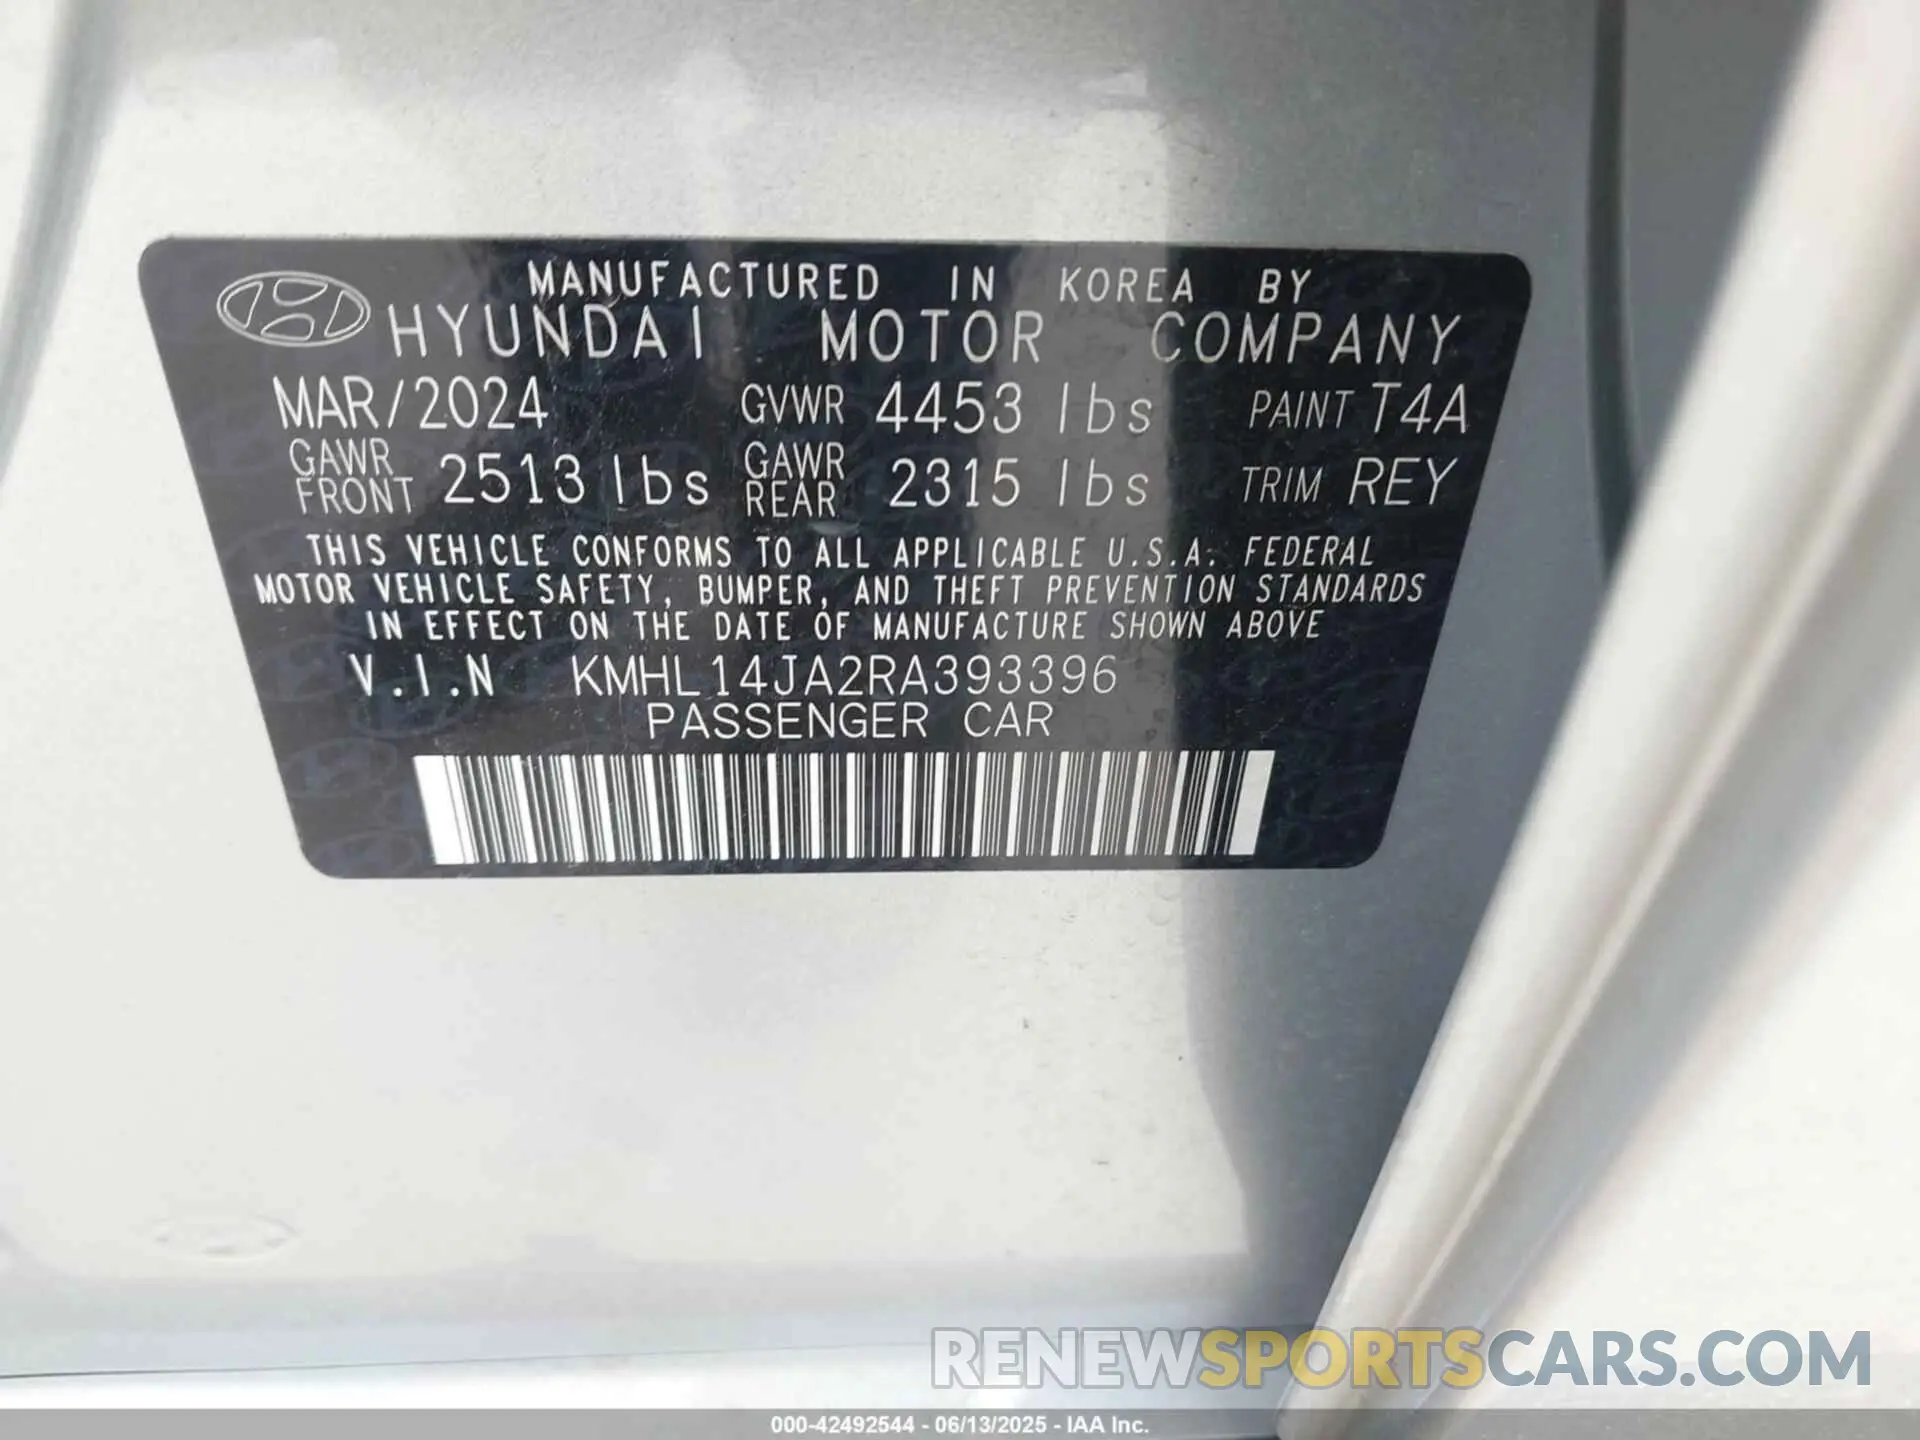 MANUFACTURED IN KOREA BY
HYUNDAI MOTOR COMPANY
MAR/2024 GVWR 4453 lbs PAINT T4A
GAWR FRONT 2513 lbs GAWR REAR 2315 lbs TRIM REY
THIS VEHICLE CONFORMS TO ALL APPLICABLE U.S.A. FEDERAL
MOTOR VEHICLE SAFETY, BUMPER, AND THEFT PREVENTION STANDARDS
IN EFFECT ON THE DATE OF MANUFACTURE SHOWN ABOVE
V.I.N KMHL14JA2RA393396
PASSENGER CAR
RENEWSPORTSCARS.COM
000-42492544 - 06/13/2025 - IAA Inc.